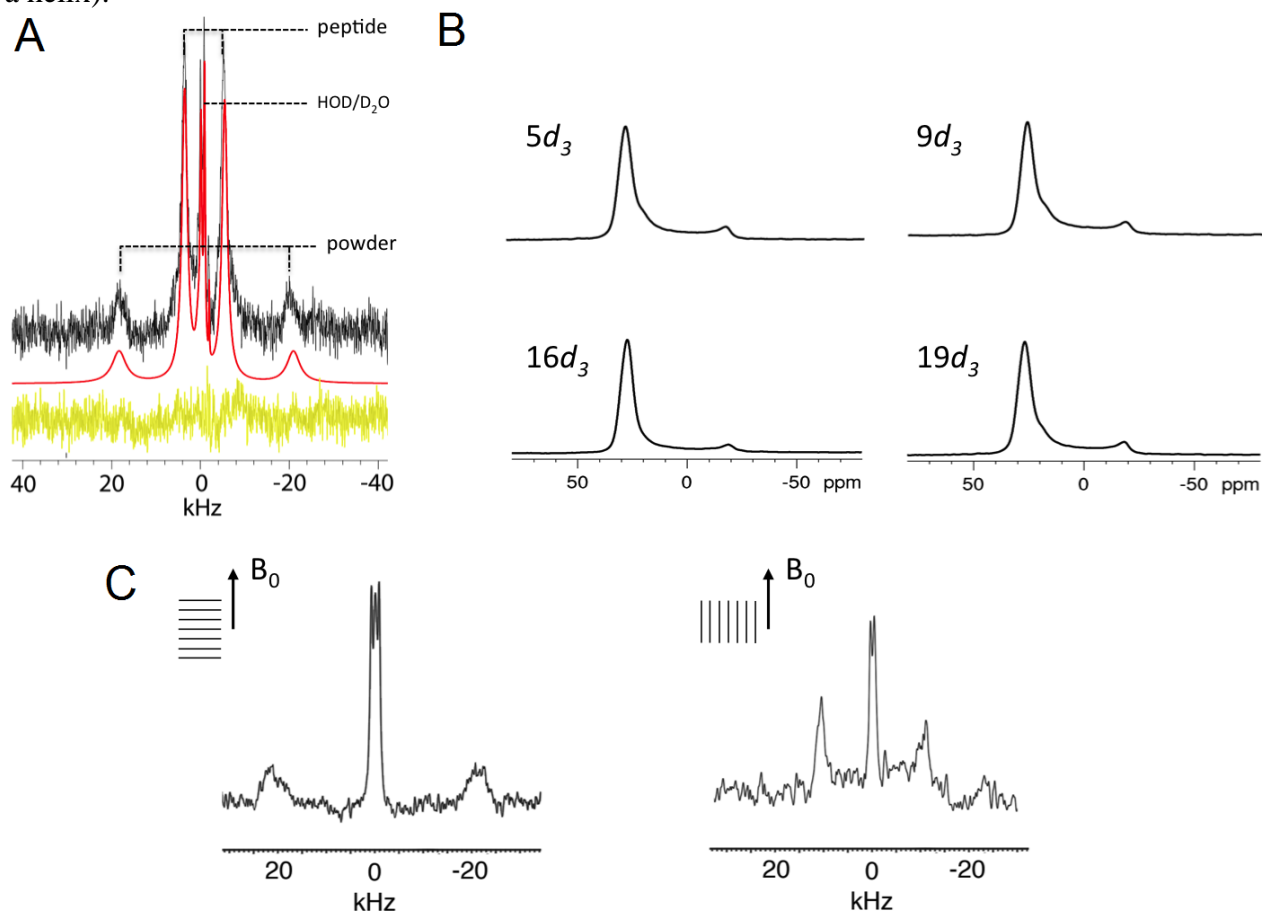 a helix).
A
peptide
HOD/D₂O
powder
40 20 0 -20 -40
kHz
B
5d₃
9d₃
16d₃
19d₃
50 0 -50 ppm
50 0 -50 ppm
C
B₀
B₀
20 0 -20
kHz
20 0 -20
kHz